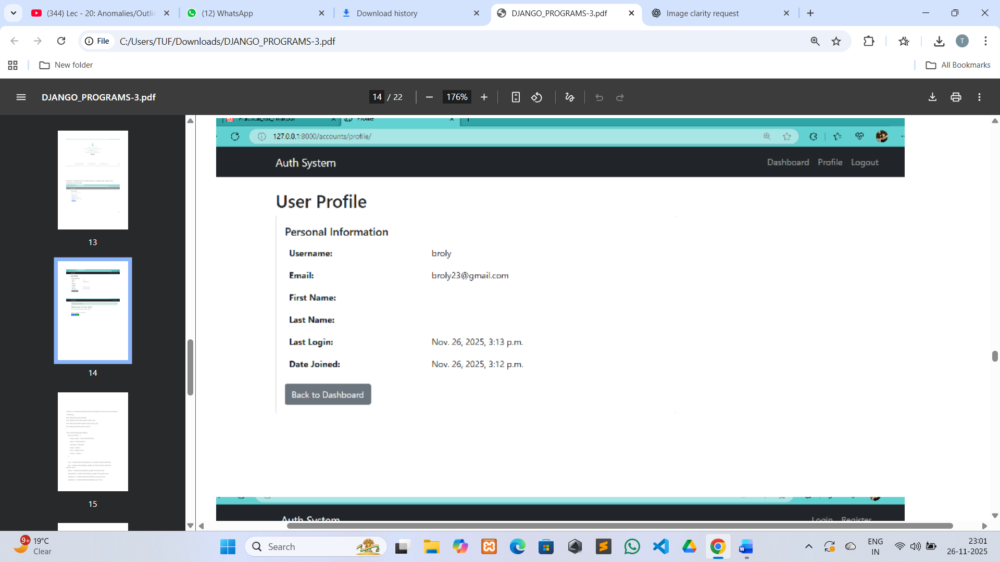 (344) Lec - 20: Anomalies/Outlie
(12) WhatsApp
Download history
DJANGO_PROGRAMS-3.pdf
Image clarity request
File
C:/Users/TUF/Downloads/DJANGO_PROGRAMS-3.pdf
T
New folder
All Bookmarks
DJANGO_PROGRAMS-3.pdf
14 / 22
176%
13
14
15
Profile
127.0.0.1:8000/accounts/profile/
Auth System
Dashboard Profile Logout
User Profile
Personal Information
Username: broly
Email: broly23@gmail.com
First Name:
Last Name:
Last Login: Nov. 26, 2025, 3:13 p.m.
Date Joined: Nov. 26, 2025, 3:12 p.m.
Back to Dashboard
Auth System
Login Register
9+
19°C
Clear
Search
ENG
IN
23:01
26-11-2025